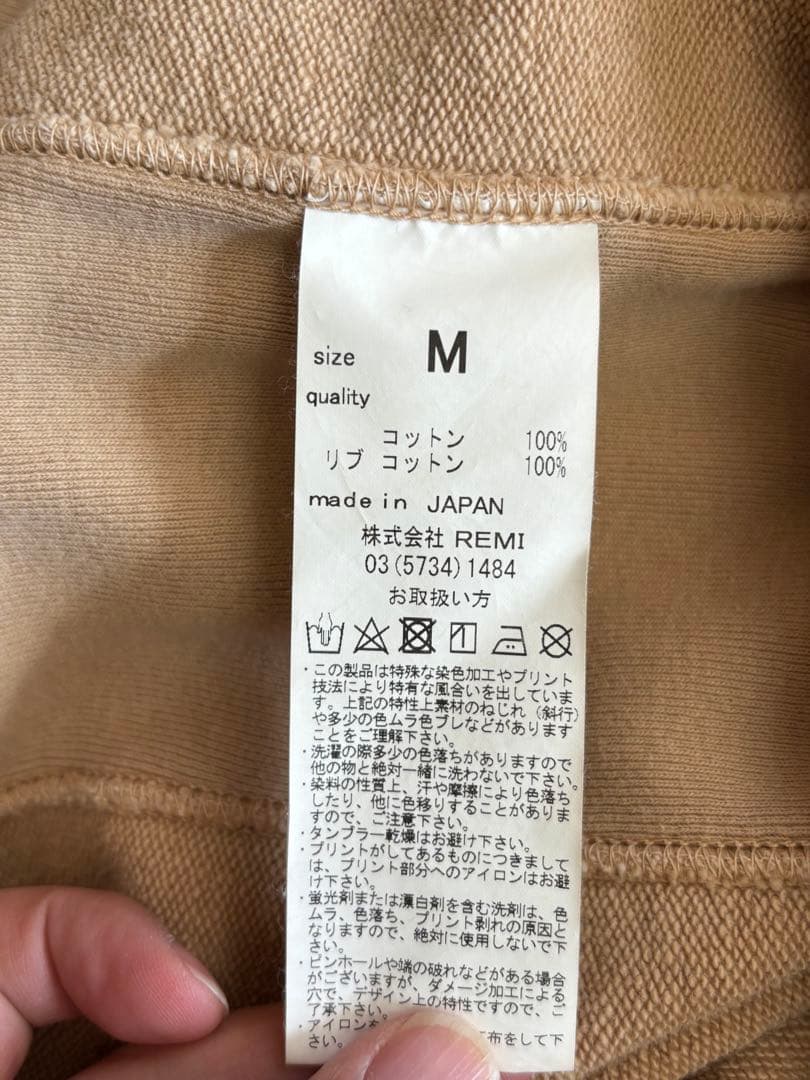 size M
quality
コットン 100%
リブ コットン 100%
made in JAPAN
株式会社 REMI
03(5734)1484
お取扱い方
・この製品は特殊な染色加工やプリント
技法により特有な風合いを出していま
す。上記の特性上素材のねじれ(斜行)
や多少の色ムラ色ブレなどがあります
ことをご理解下さい。
・洗濯の際多少の色落ちがありますので
他の物と絶対一緒に洗わないで下さい。
・染料の性質上、汗や摩擦により色落ち
したり、他に色移りすることがありま
すので、ご注意下さい。
・タンブラー乾燥はお避け下さい。
・プリントがしてあるものにつきまして
は、プリント部分へのアイロンはお避
け下さい。
・蛍光剤または漂白剤を含む洗剤は、色
ムラ、色落ち、プリント剥れの原因と
なりますので、絶対に使用しないで下
さい。
・ピンホールや端の破れなどがある場合
がございますが、ダメージ加工による
穴で、デザイン上の特性ですので、ご
了承下さい。
・アイロンを 布をして下
さい。